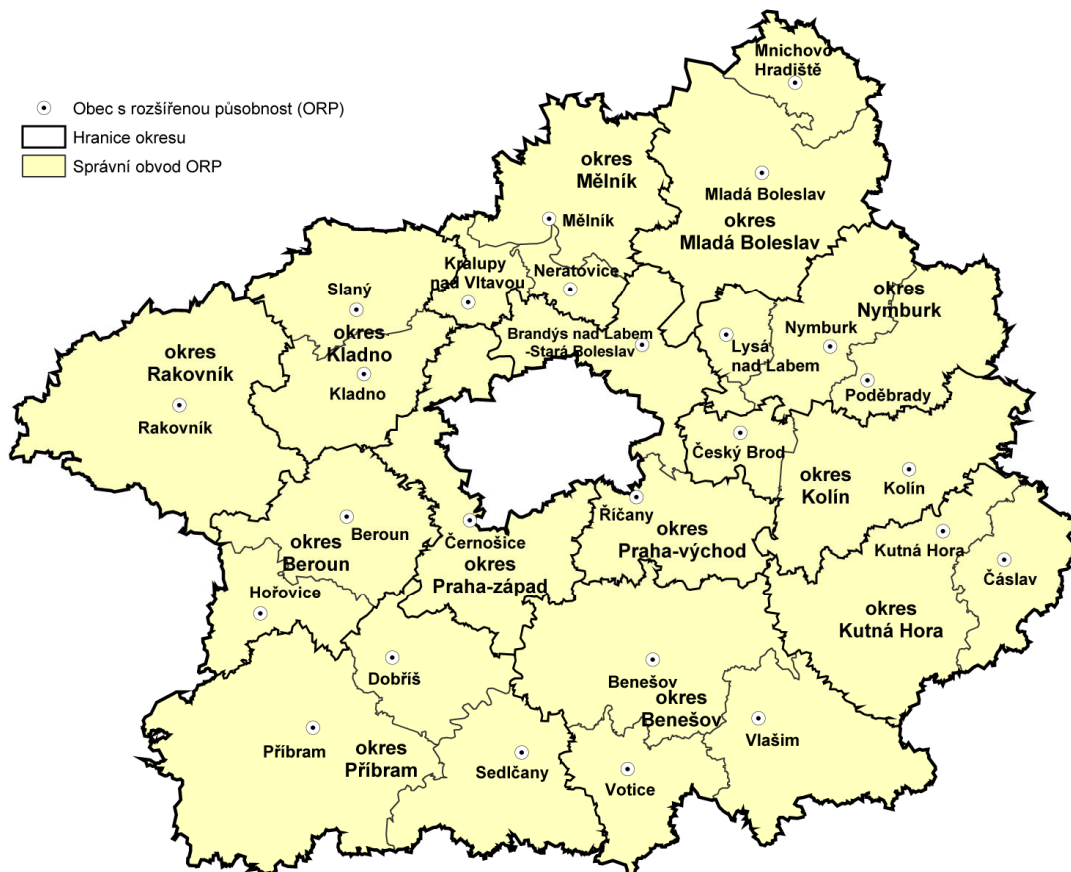 Obec s rozšířenou působnost (ORP)
Hranice okresu
Správní obvod ORP
Mnichovo
Hradiště
okres
Mělník
Mladá Boleslav
okres
Mladá Boleslav
Mělník
Kralupy
nad Vltavou
Neratovice
Slaný
okres
Kladno
Kladno
okres
Rakovník
Rakovník
Brandýs nad Labem
-Stará Boleslav
Lysá
nad Labem
okres
Nymburk
Nymburk
Poděbrady
Český Brod
okres
Kolín
Kolín
Říčany
okres
Praha-východ
Beroun
okres
Beroun
Černošice
okres
Praha-západ
Hořovice
Kutná Hora
Čáslav
okres
Kutná Hora
Dobříš
Benešov
okres
Benešov
Vlašim
Příbram
okres
Příbram
Sedlčany
Votice